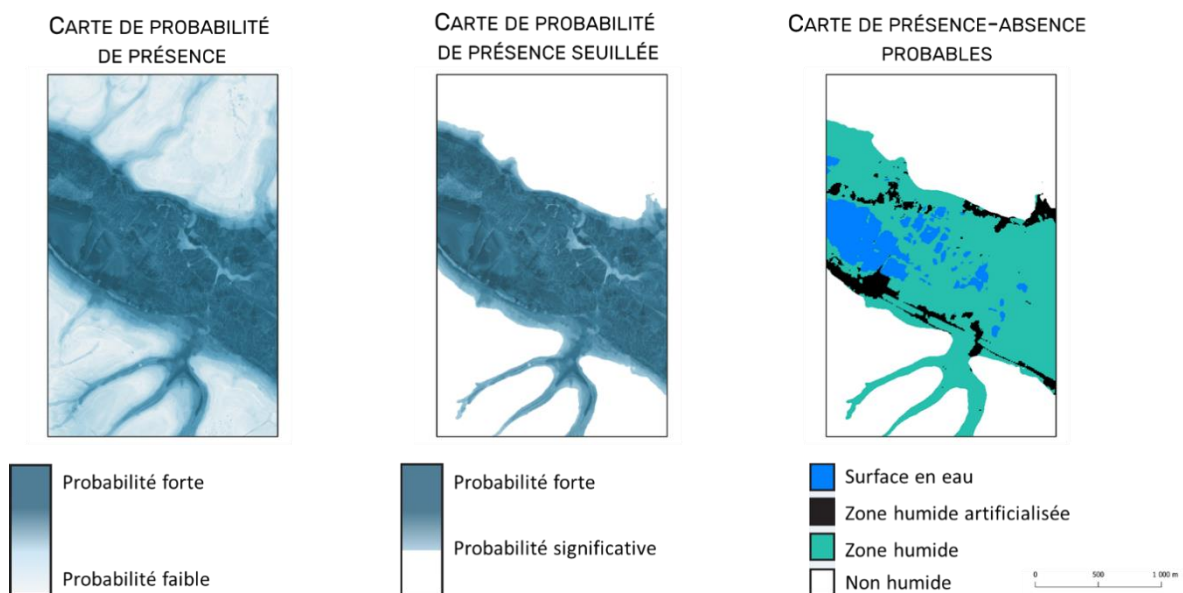 CARTE DE PROBABILITÉ
DE PRÉSENCE
CARTE DE PROBABILITÉ
DE PRÉSENCE SEUILLÉE
CARTE DE PRÉSENCE-ABSENCE
PROBABLES
Probabilité forte
Probabilité faible
Probabilité forte
Probabilité significative
Surface en eau
Zone humide artificialisée
Zone humide
Non humide
0 500 1 000 m